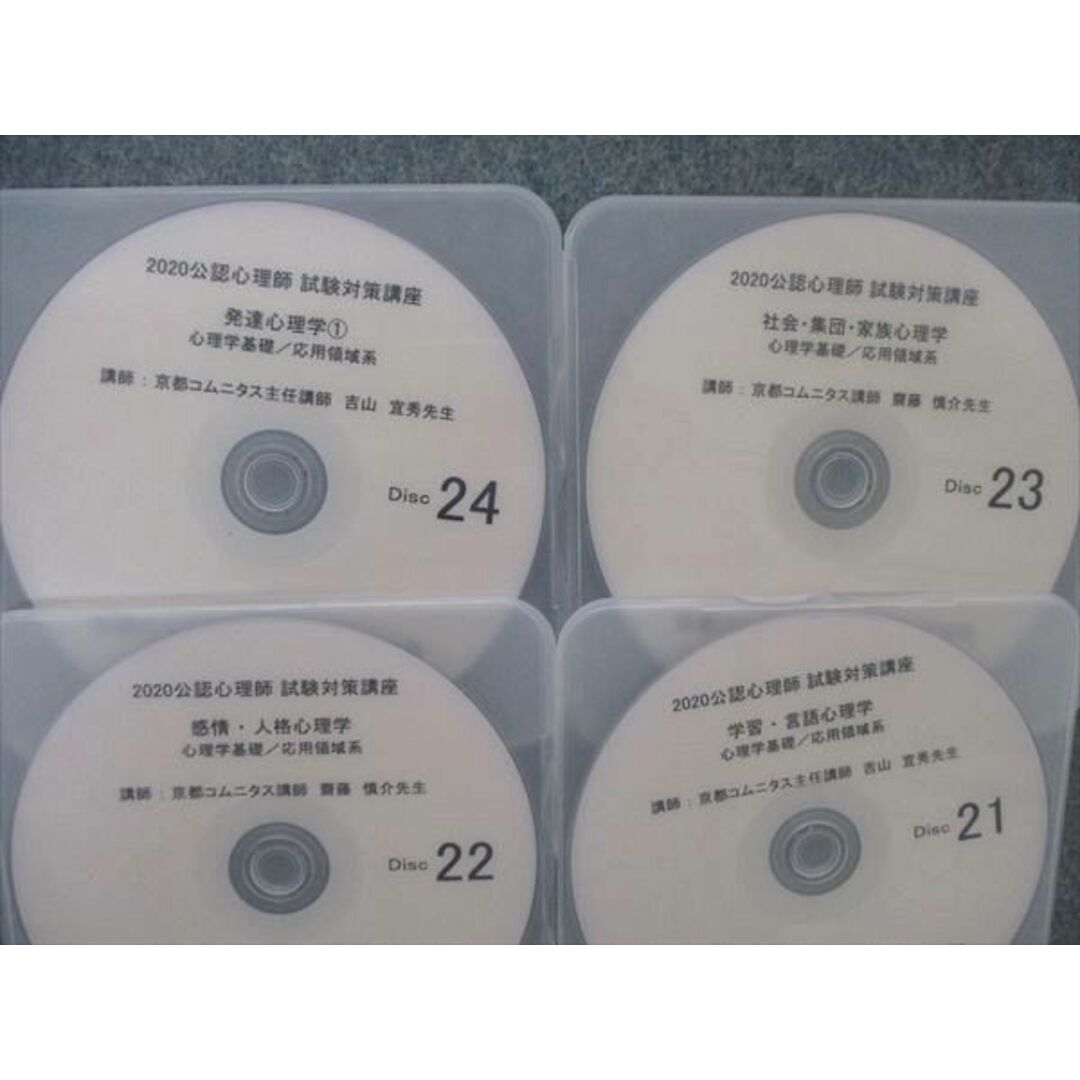 2020公認心理師 試験対策講座
発達心理学①
心理学基礎／応用領域系
講師：京都コムニタス主任講師 吉山 宜秀先生
Disc 24
2020公認心理師 試験対策講座
社会・集団・家族心理学
心理学基礎／応用領域系
講師：京都コムニタス講師 齋藤 慎介先生
Disc 23
2020公認心理師 試験対策講座
感情・人格心理学
心理学基礎／応用領域系
講師：京都コムニタス講師 齋藤 慎介先生
Disc 22
2020公認心理師 試験対策講座
学習・言語心理学
心理学基礎／応用領域系
講師：京都コムニタス主任講師 吉山 宜秀先生
Disc 21